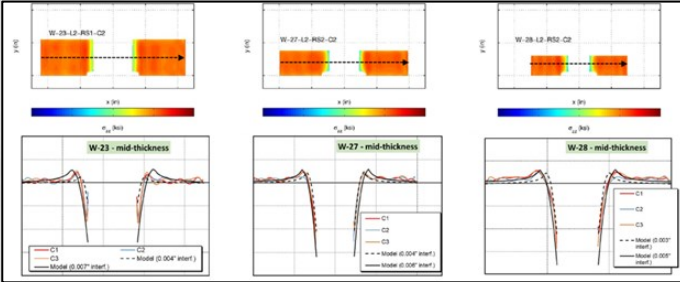 W-23-L2-RS1-C2
y (in)
x (in)
W-27-L2-RS2-C2
y (in)
x (in)
W-28-L2-RS2-C2
y (in)
x (in)
(ksi)
(ksi)
(ksi)
W-23 - mid-thickness
C1
C2
C3
Model (0.004" interf.)
Model (0.007" interf.)
W-27 - mid-thickness
C1
C2
C3
Model (0.004" interf.)
Model (0.006" interf.)
W-28 - mid-thickness
C1
C2
C3
Model (0.003" interf.)
Model (0.005" interf.)